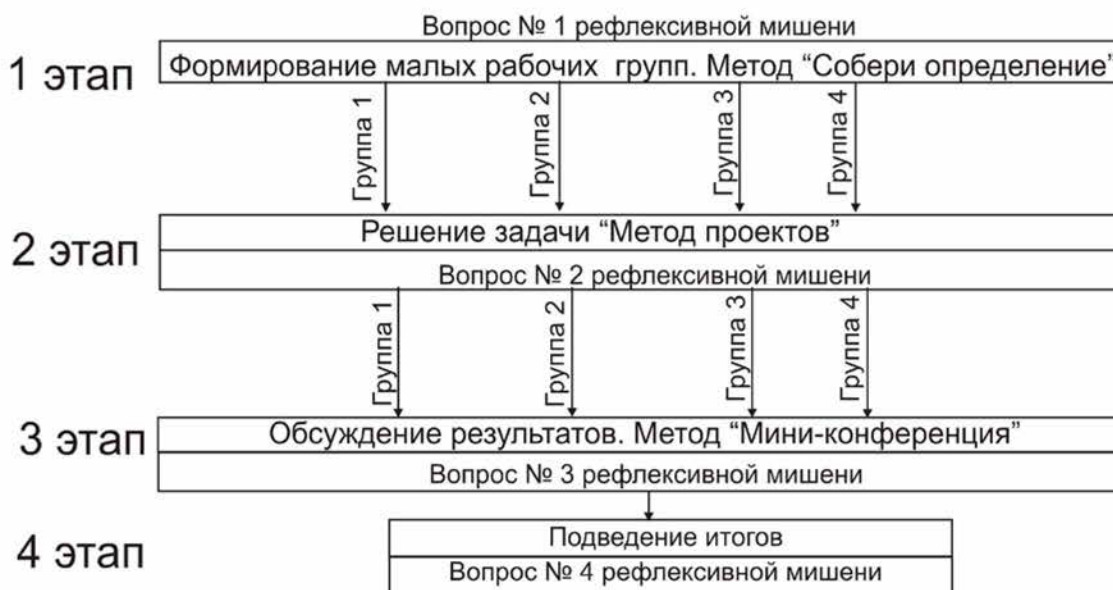 Вопрос № 1 рефлексивной мишени
1 этап
Формирование малых рабочих групп. Метод “Собери определение”
Группа 1
Группа 2
Группа 3
Группа 4
2 этап
Решение задачи “Метод проектов”
Вопрос № 2 рефлексивной мишени
Группа 1
Группа 2
Группа 3
Группа 4
3 этап
Обсуждение результатов. Метод “Мини-конференция”
Вопрос № 3 рефлексивной мишени
4 этап
Подведение итогов
Вопрос № 4 рефлексивной мишени